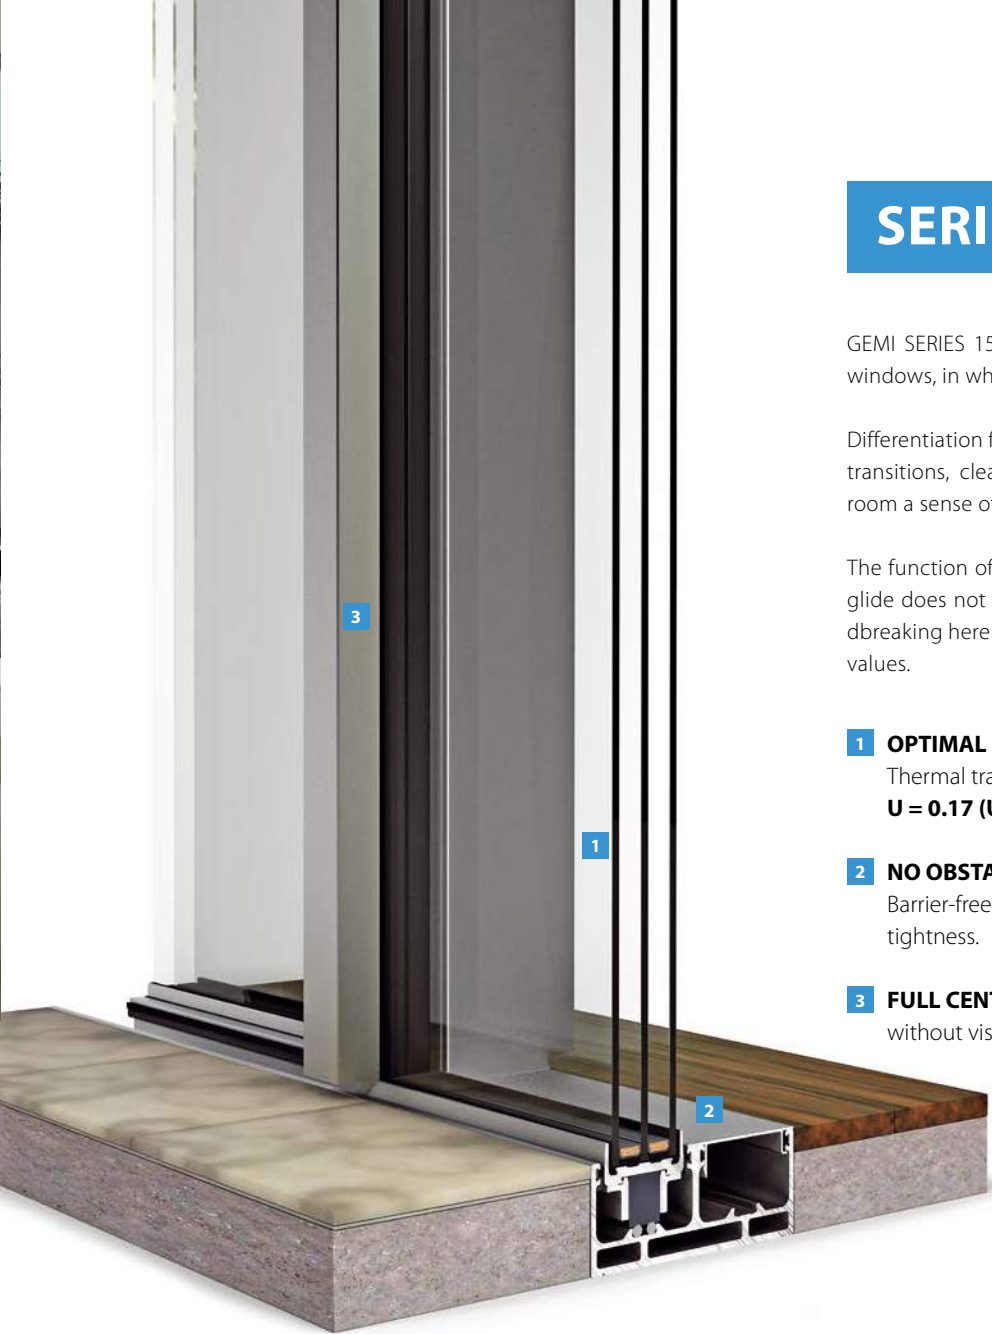 SERI
GEMI SERIES 15
windows, in wh
Differentiation f
transitions, clea
room a sense of
The function of
glide does not
dbreaking here
values.
3
1 OPTIMAL
Thermal tra
U = 0.17 (U
1
2 NO OBSTA
Barrier-free
tightness.
3 FULL CENT
without vis
2